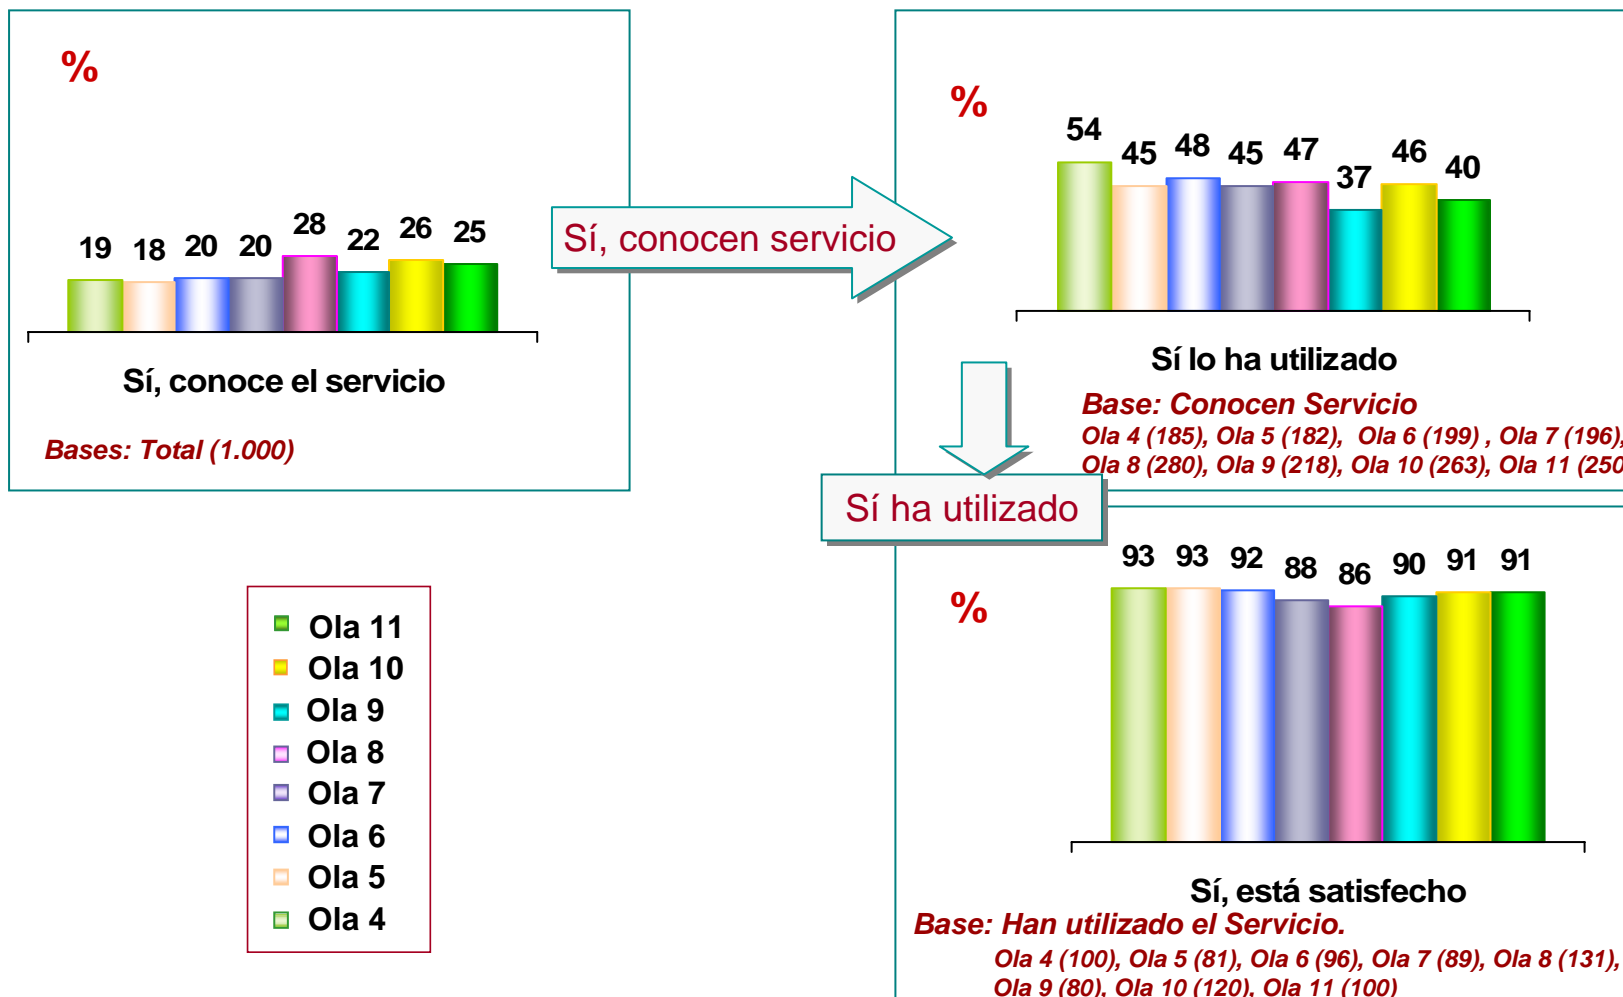 %
19 18 20 20 28 22 26 25
Sí, conoce el servicio
Bases: Total (1.000)
Sí, conocen servicio
%
54 45 48 45 47 37 46 40
Sí lo ha utilizado
Base: Conocen Servicio
Ola 4 (185), Ola 5 (182), Ola 6 (199) , Ola 7 (196),
Ola 8 (280), Ola 9 (218), Ola 10 (263), Ola 11 (250
Sí ha utilizado
%
93 93 92 88 86 90 91 91
Sí, está satisfecho
Base: Han utilizado el Servicio.
Ola 4 (100), Ola 5 (81), Ola 6 (96), Ola 7 (89), Ola 8 (131),
Ola 9 (80), Ola 10 (120), Ola 11 (100)
Ola 11
Ola 10
Ola 9
Ola 8
Ola 7
Ola 6
Ola 5
Ola 4